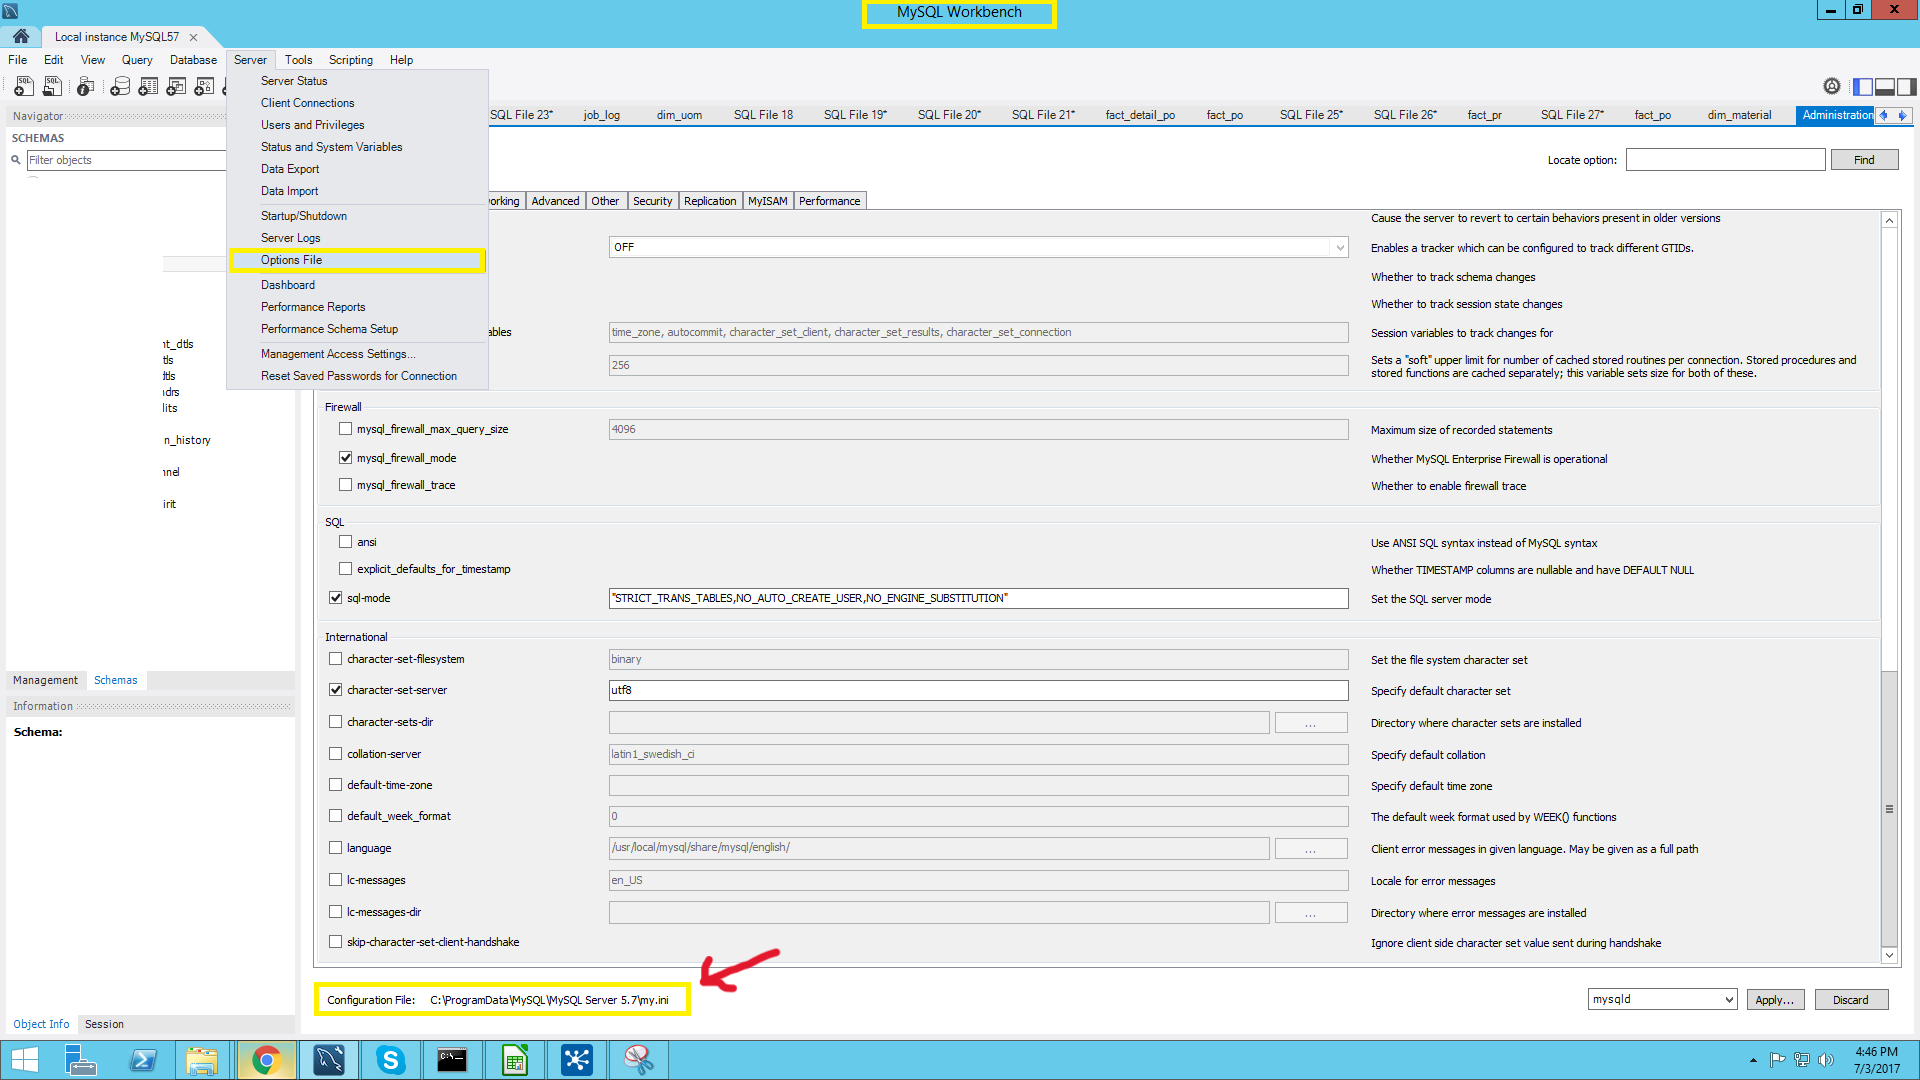 MySQL Workbench
Local instance MySQL57
File Edit View Query Database Server Tools Scripting Help
Server Status
Client Connections
Users and Privileges
Status and System Variables
Data Export
Data Import
Startup/Shutdown
Server Logs
Options File
Dashboard
Performance Reports
Performance Schema Setup
Management Access Settings...
Reset Saved Passwords for Connection
SQL File 23* job_log dim_uom SQL File 18 SQL File 19* SQL File 20* SQL File 21* fact_detail_po fact_po SQL File 25* SQL File 26* fact_pr SQL File 27* fact_po dim_material Administration
Navigator
SCHEMAS
Filter objects
nt_dtls
tls
dtls
ndrs
lits
n_history
nnel
irit
Management Schemas
Information
Schema:
Object Info Session
Locate option: Find
orking Advanced Other Security Replication MyISAM Performance
Cause the server to revert to certain behaviors present in older versions
OFF Enables a tracker which can be configured to track different GTIDs.
Whether to track schema changes
Whether to track session state changes
ables time_zone, autocommit, character_set_client, character_set_results, character_set_connection Session variables to track changes for
256 Sets a "soft" upper limit for number of cached stored routines per connection. Stored procedures and
stored functions are cached separately; this variable sets size for both of these.
Firewall
mysql_firewall_max_query_size 4096 Maximum size of recorded statements
mysql_firewall_mode Whether MySQL Enterprise Firewall is operational
mysql_firewall_trace Whether to enable firewall trace
SQL
ansi Use ANSI SQL syntax instead of MySQL syntax
explicit_defaults_for_timestamp Whether TIMESTAMP columns are nullable and have DEFAULT NULL
sql-mode "STRICT_TRANS_TABLES,NO_AUTO_CREATE_USER,NO_ENGINE_SUBSTITUTION" Set the SQL server mode
International
character-set-filesystem binary Set the file system character set
character-set-server utf8 Specify default character set
character-sets-dir ... Directory where character sets are installed
collation-server latin1_swedish_ci Specify default collation
default-time-zone Specify default time zone
default_week_format 0 The default week format used by WEEK() functions
language /usr/local/mysql/share/mysql/english/ ... Client error messages in given language. May be given as a full path
lc-messages en_US Locale for error messages
lc-messages-dir ... Directory where error messages are installed
skip-character-set-client-handshake Ignore client side character set value sent during handshake
Configuration File: C:\ProgramData\MySQL\MySQL Server 5.7\my.ini mysqld Apply... Discard
4:46 PM
7/3/2017